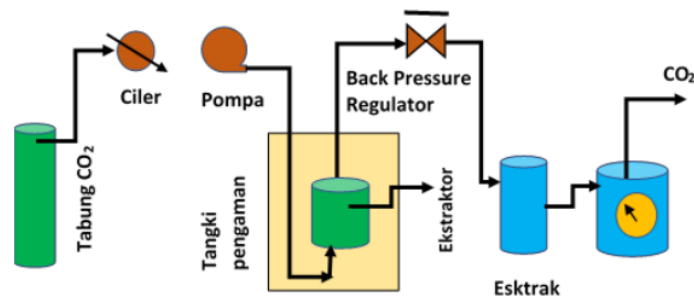 Tabung CO₂
Ciler
Pompa
Tangki
pengaman
Back Pressure
Regulator
Ekstraktor
Esktrak
CO₂